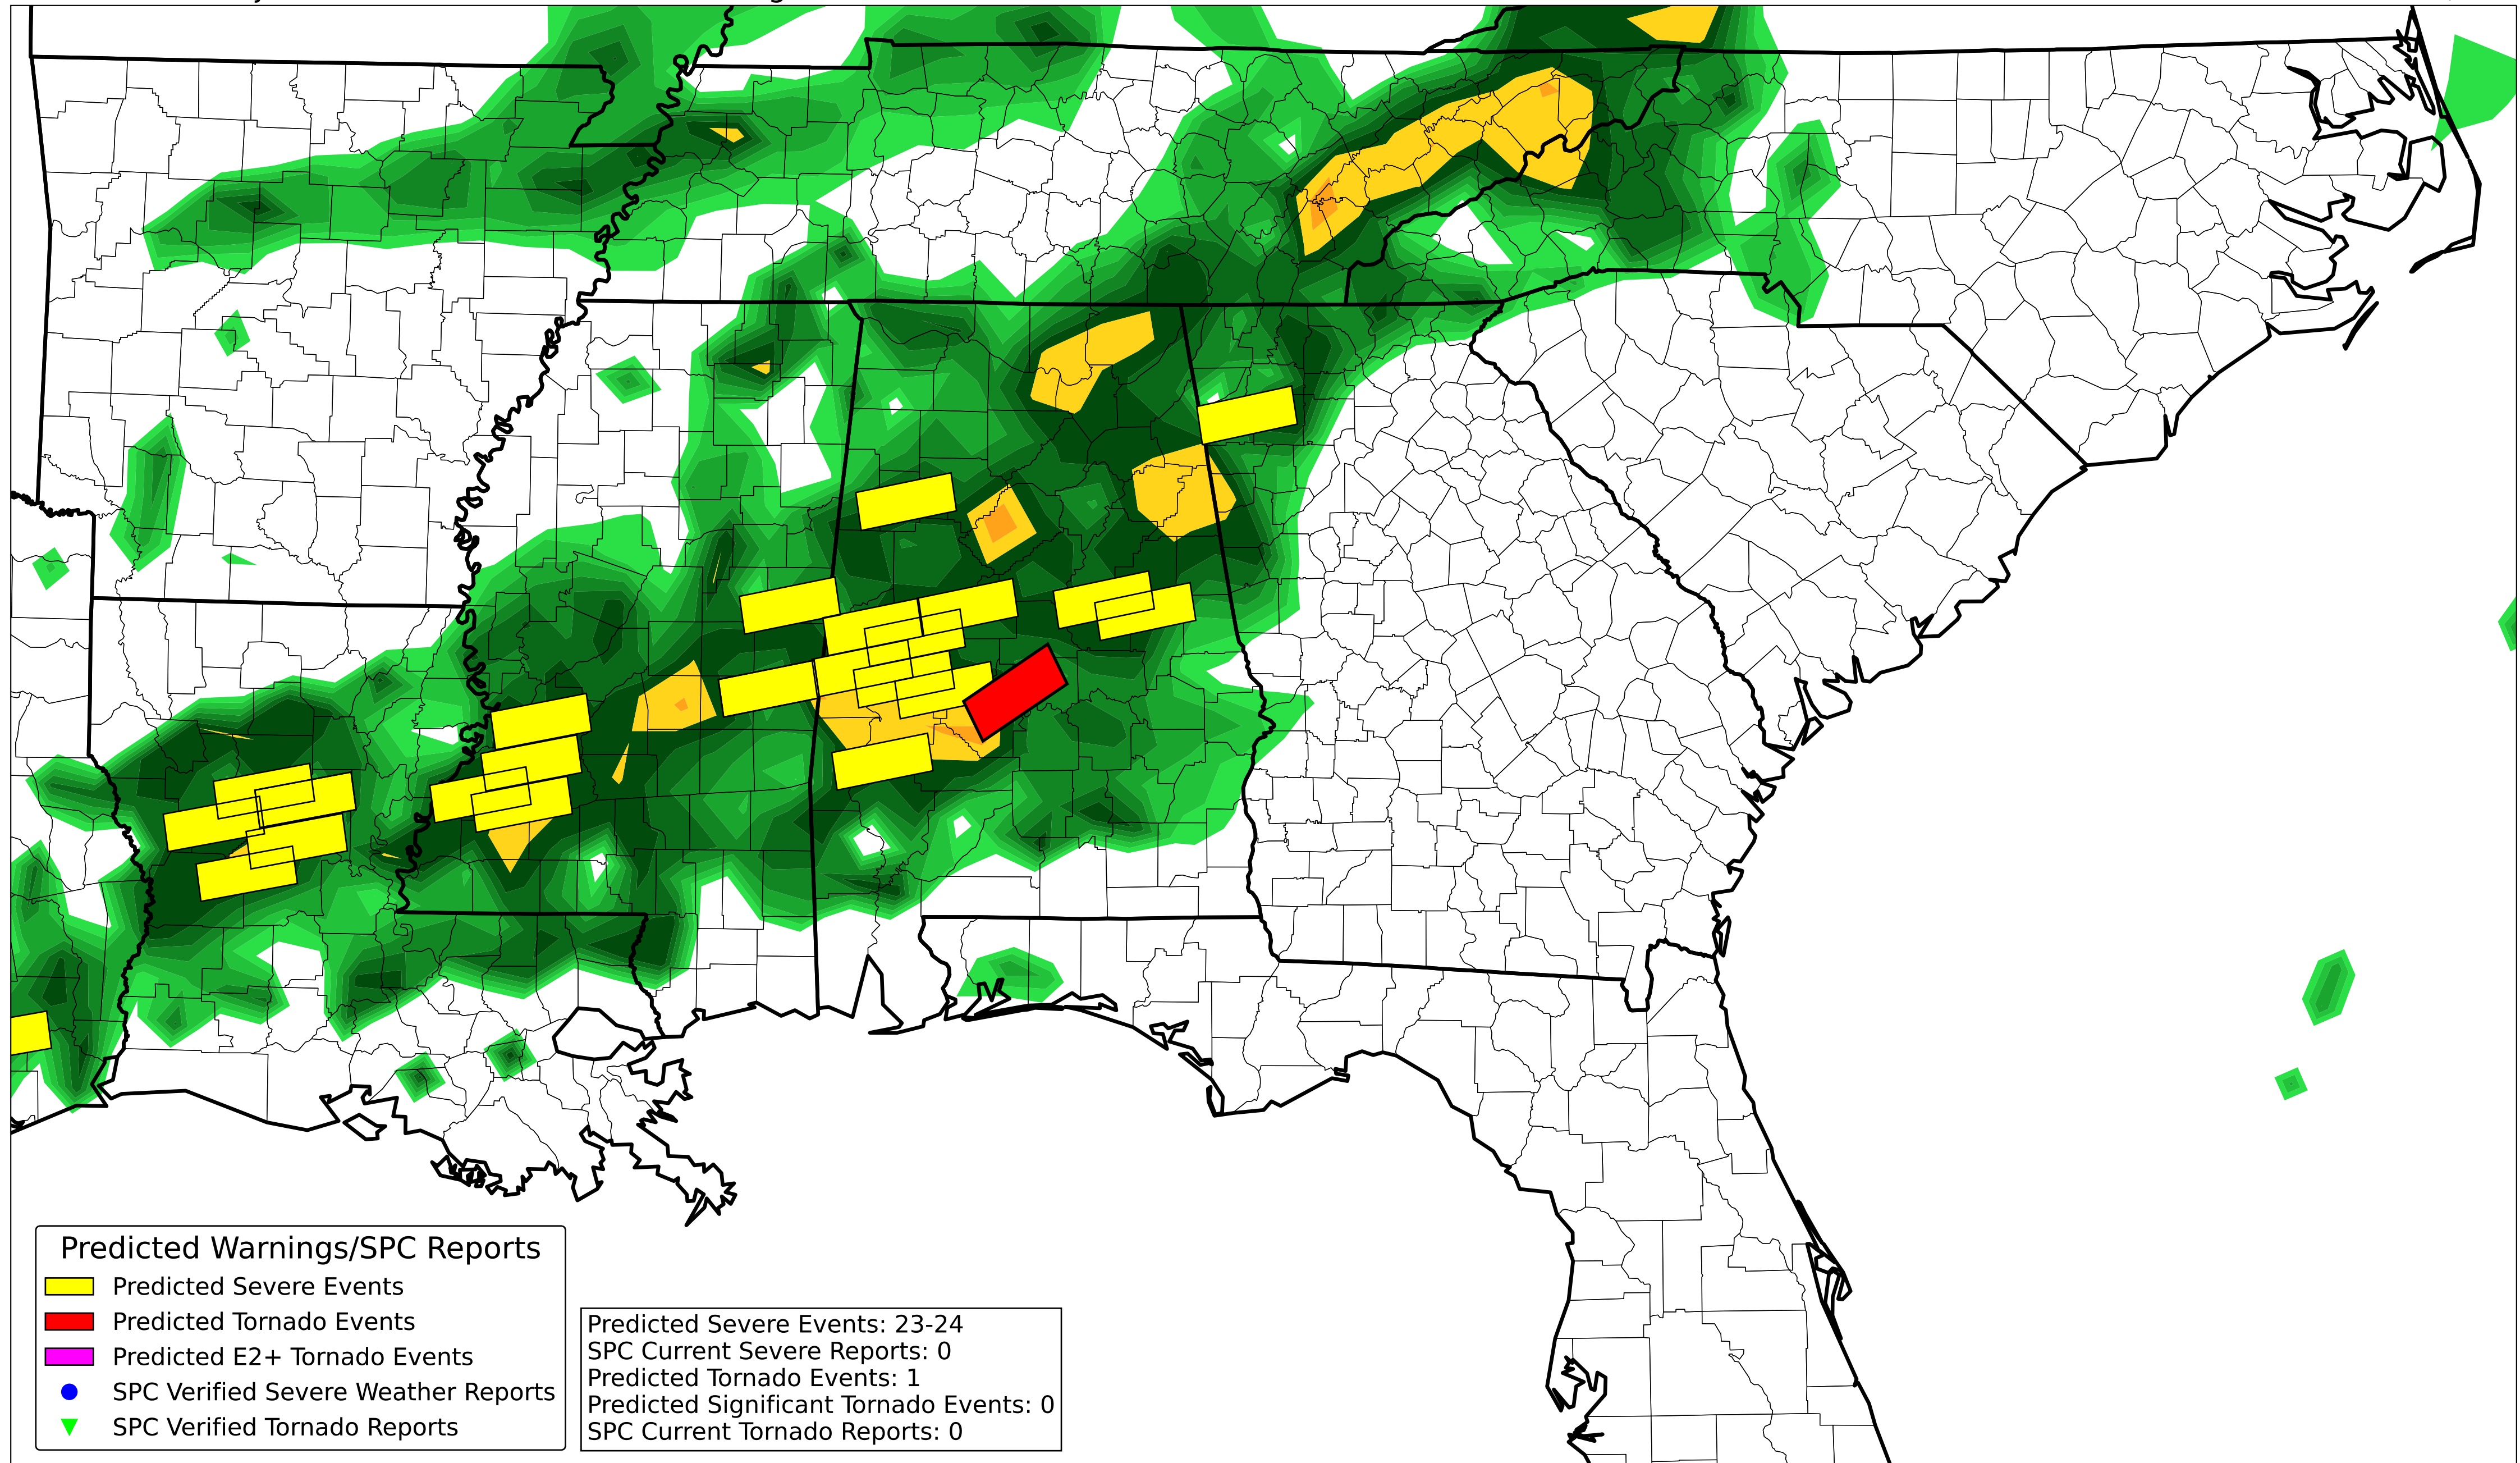 Predicted Warnings/SPC Reports
Predicted Severe Events
Predicted Tornado Events
Predicted E2+ Tornado Events
SPC Verified Severe Weather Reports
SPC Verified Tornado Reports
Predicted Severe Events: 23-24
SPC Current Severe Reports: 0
Predicted Tornado Events: 1
Predicted Significant Tornado Events: 0
SPC Current Tornado Reports: 0